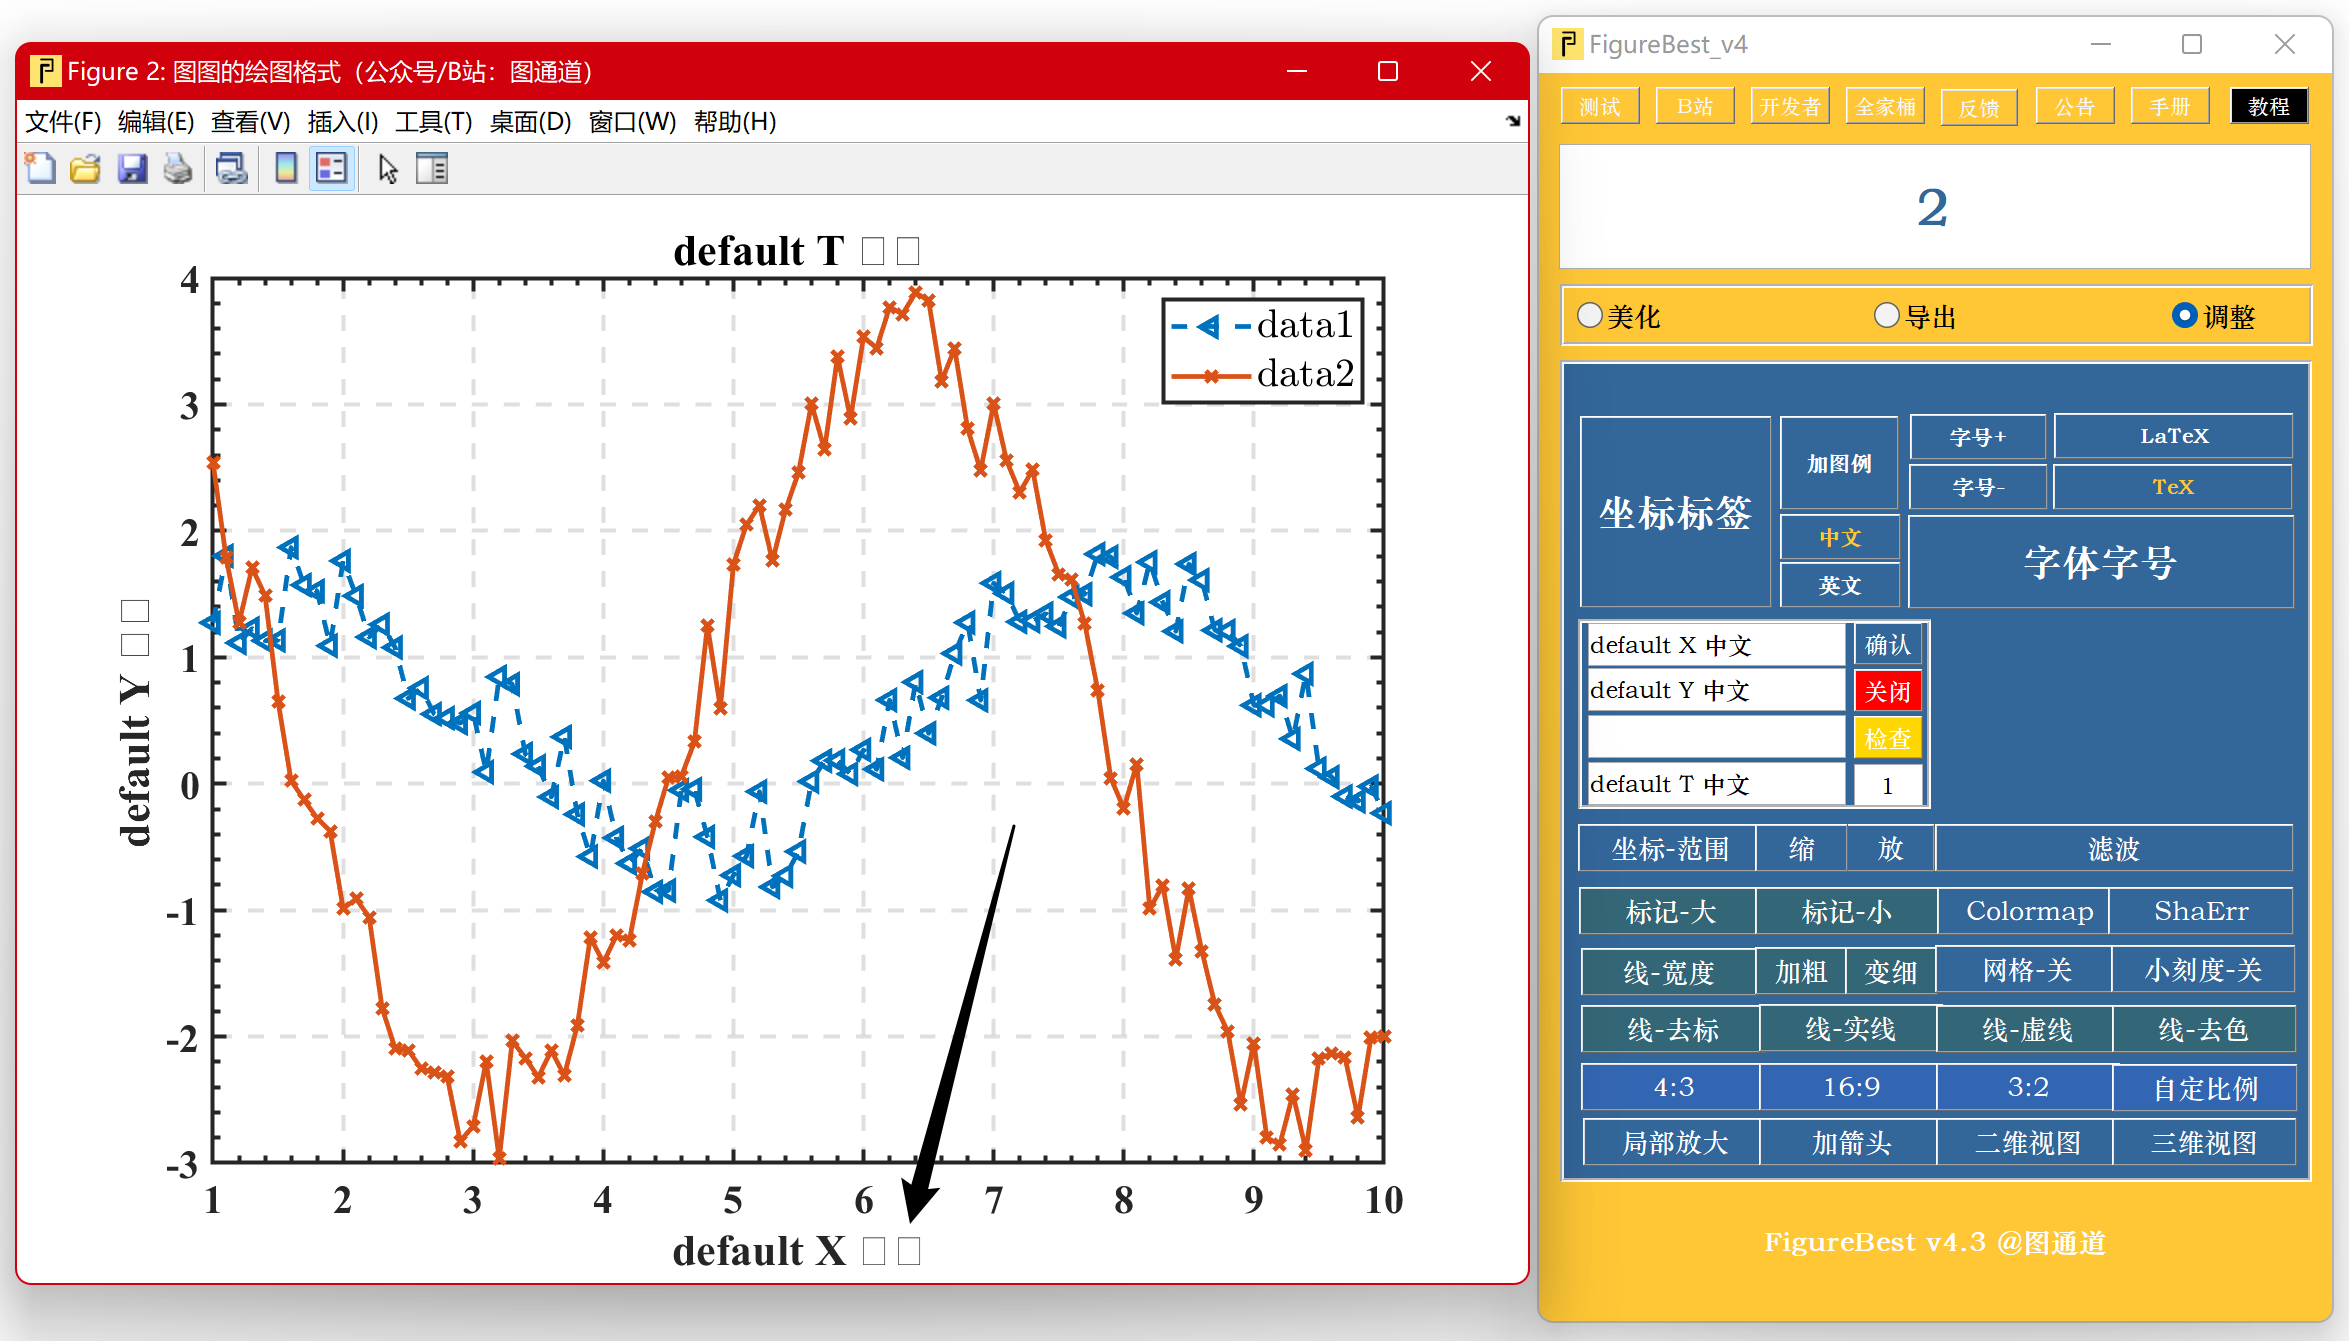 Figure 2: 图图的绘图格式（公众号/B站：图通道）
文件(F) 编辑(E) 查看(V) 插入(I) 工具(T) 桌面(D) 窗口(W) 帮助(H)
default T □□
4
3
2
1
0
-1
-2
-3
default Y □□
data1
data2
1 2 3 4 5 6 7 8 9 10
default X □□
FigureBest_v4
测试 B站 开发者 全家桶 反馈 公告 手册 教程
2
美化 导出 调整
坐标标签
加图例
中文
英文
字号+ LaTeX
字号- TeX
字体字号
default X 中文 确认
default Y 中文 关闭
检查
default T 中文 1
坐标-范围 缩 放 滤波
标记-大 标记-小 Colormap ShaErr
线-宽度 加粗 变细 网格-关 小刻度-关
线-去标 线-实线 线-虚线 线-去色
4:3 16:9 3:2 自定比例
局部放大 加箭头 二维视图 三维视图
FigureBest v4.3 @图通道